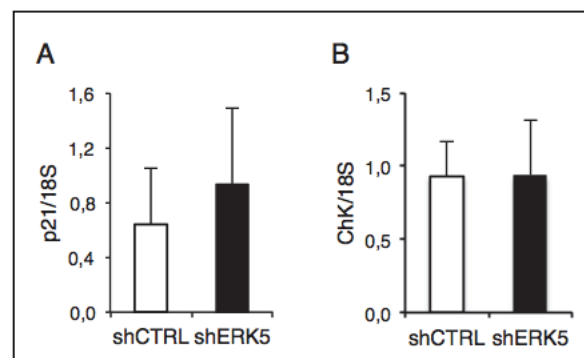 A
p21/18S
1,6
1,2
0,8
0,4
0,0
shCTRL shERK5
B
ChK/18S
1,5
1,0
0,5
0,0
shCTRL shERK5